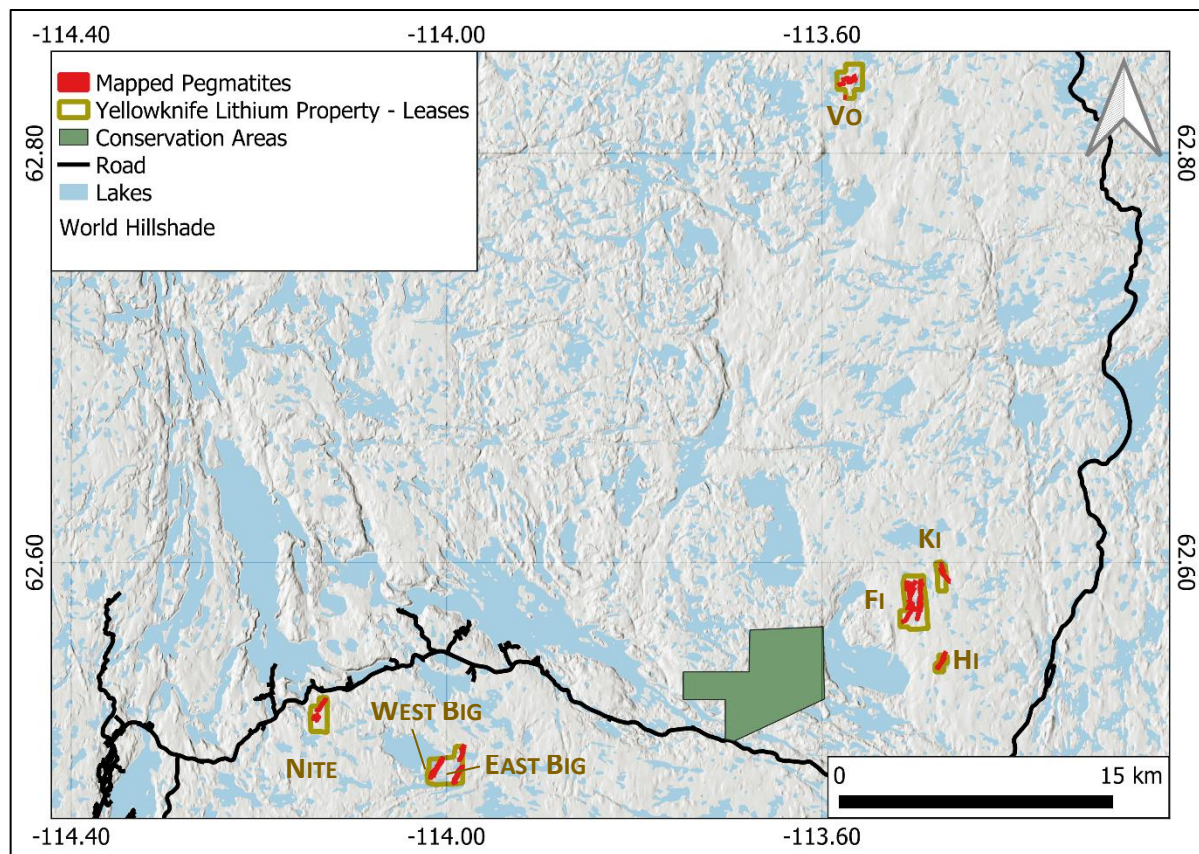 -114.40 -114.00 -113.60
Mapped Pegmatites
Yellowknife Lithium Property - Leases
Conservation Areas
Road
Lakes
World Hillshade
VO
62.80 62.80
62.60 62.60
KI
FI
HI
WEST BIG
EAST BIG
NITE
0 15 km
-114.40 -114.00 -113.60